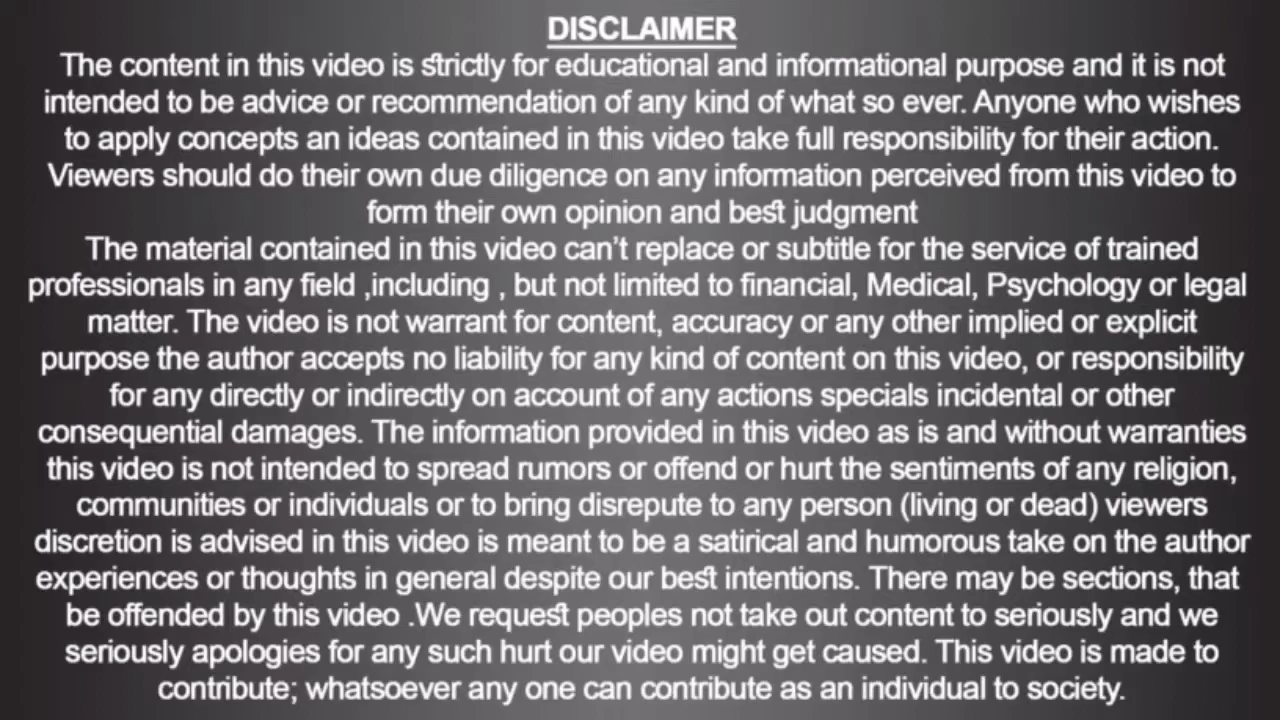 DISCLAIMER
The content in this video is strictly for educational and informational purpose and it is not
intended to be advice or recommendation of any kind of what so ever. Anyone who wishes
to apply concepts an ideas contained in this video take full responsibility for their action.
Viewers should do their own due diligence on any information perceived from this video to
form their own opinion and best judgment
The material contained in this video can't replace or subtitle for the service of trained
professionals in any field ,including , but not limited to financial, Medical, Psychology or legal
matter. The video is not warrant for content, accuracy or any other implied or explicit
purpose the author accepts no liability for any kind of content on this video, or responsibility
for any directly or indirectly on account of any actions specials incidental or other
consequential damages. The information provided in this video as is and without warranties
this video is not intended to spread rumors or offend or hurt the sentiments of any religion,
communities or individuals or to bring disrepute to any person (living or dead) viewers
discretion is advised in this video is meant to be a satirical and humorous take on the author
experiences or thoughts in general despite our best intentions. There may be sections, that
be offended by this video .We request peoples not take out content to seriously and we
seriously apologies for any such hurt our video might get caused. This video is made to
contribute; whatsoever any one can contribute as an individual to society.